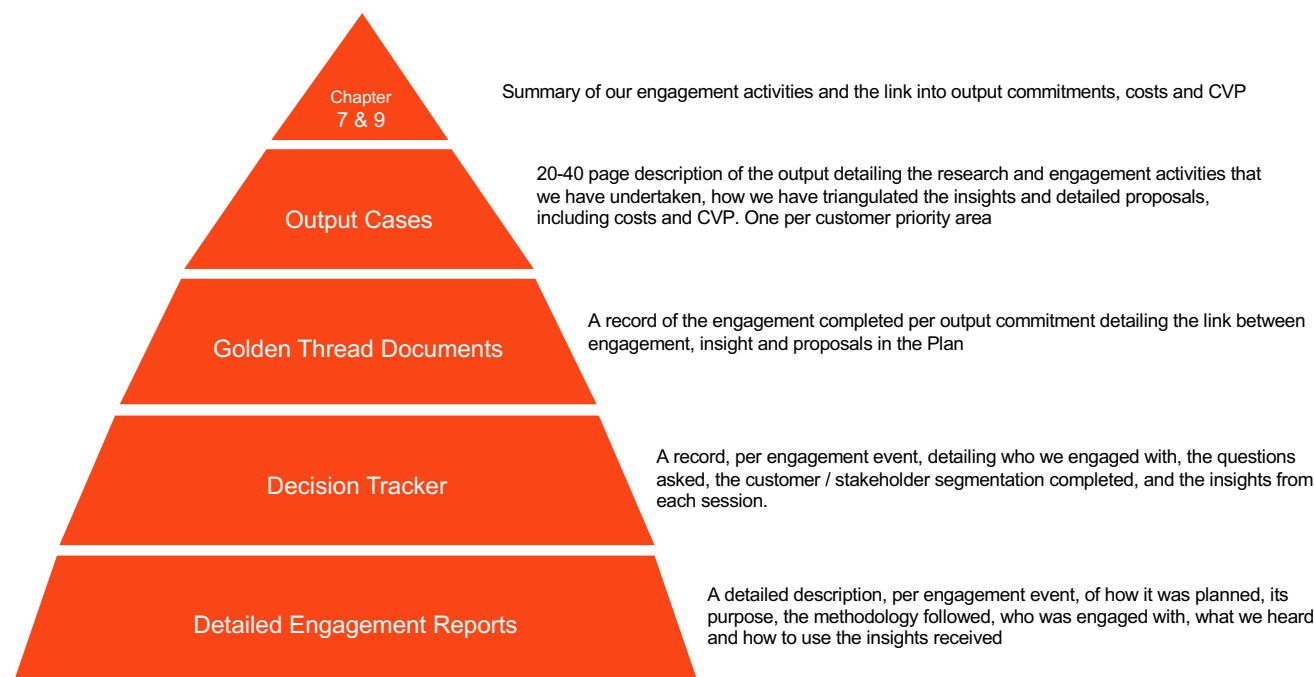 Chapter
7 & 9
Summary of our engagement activities and the link into output commitments, costs and CVP
Output Cases
20-40 page description of the output detailing the research and engagement activities that
we have undertaken, how we have triangulated the insights and detailed proposals,
including costs and CVP. One per customer priority area
Golden Thread Documents
A record of the engagement completed per output commitment detailing the link between
engagement, insight and proposals in the Plan
Decision Tracker
A record, per engagement event, detailing who we engaged with, the questions
asked, the customer / stakeholder segmentation completed, and the insights from
each session.
Detailed Engagement Reports
A detailed description, per engagement event, of how it was planned, its
purpose, the methodology followed, who was engaged with, what we heard
and how to use the insights received